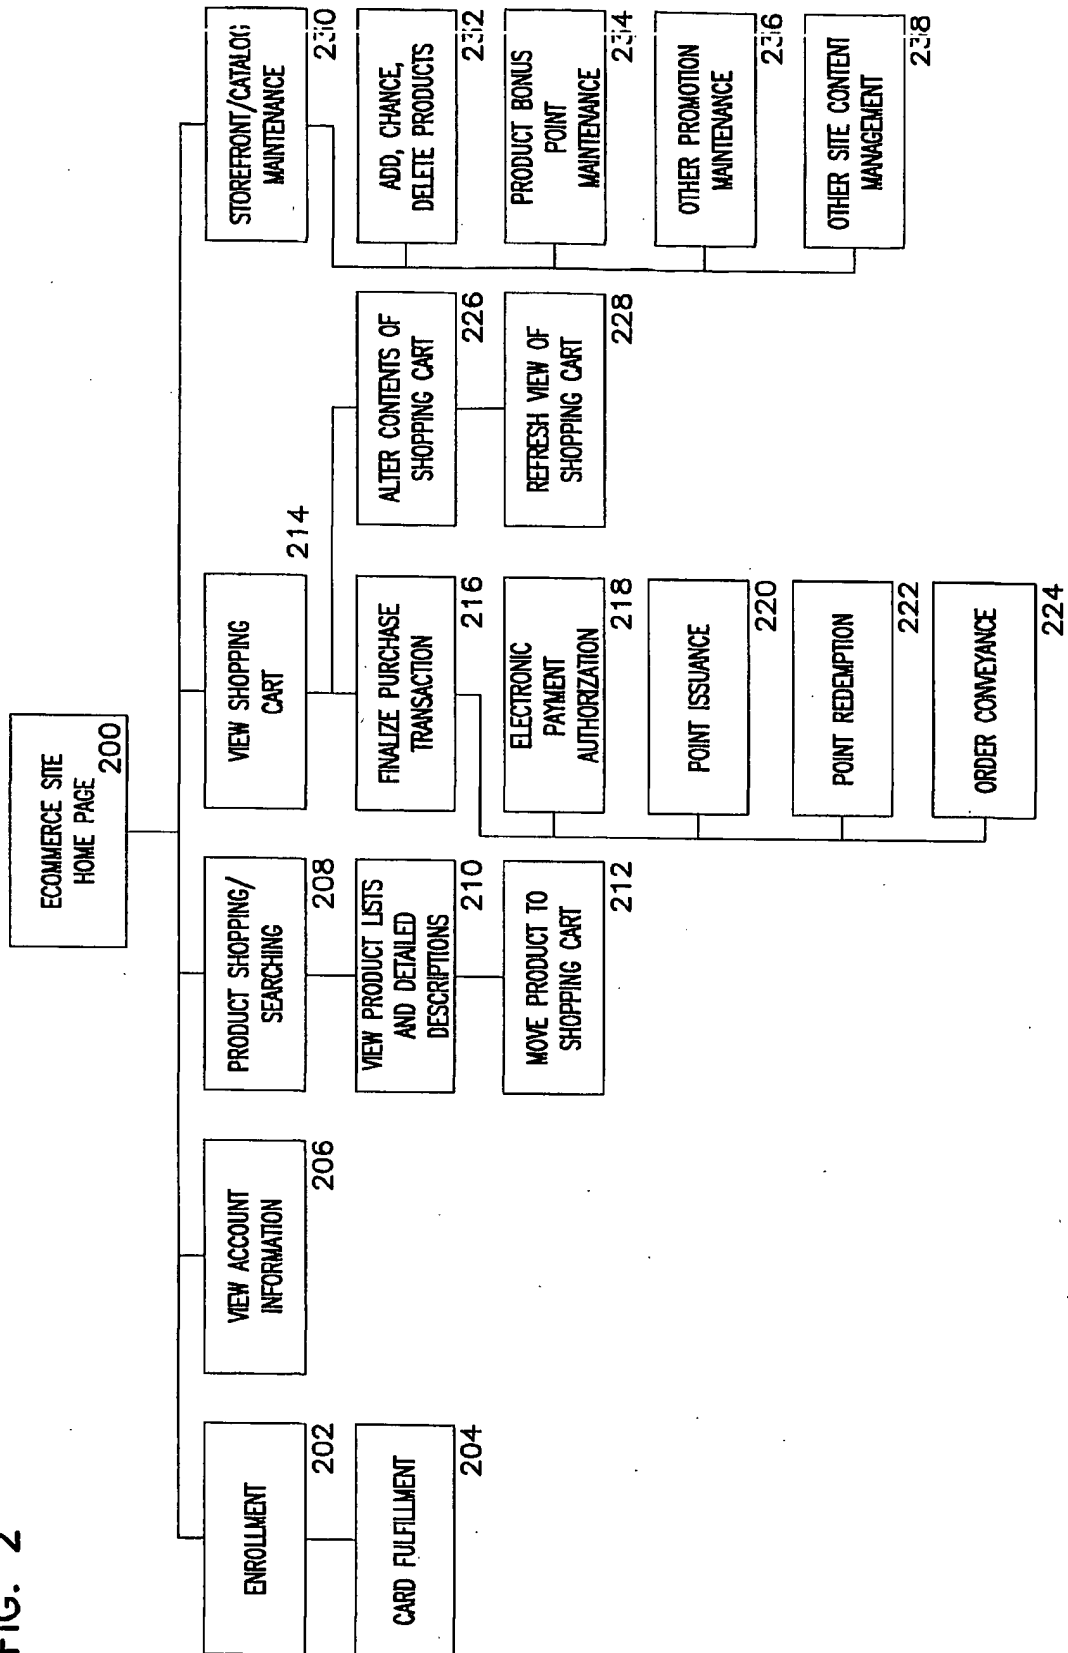 FIG. 2
ECOMMERCE SITE
HOME PAGE
200
ENROLLMENT
202
CARD FULFILLMENT
204
VIEW ACCOUNT
INFORMATION
206
PRODUCT SHOPPING/
SEARCHING
208
VIEW PRODUCT LISTS
AND DETAILED
DESCRIPTIONS
210
MOVE PRODUCT TO
SHOPPING CART
212
VIEW SHOPPING
CART
214
FINALIZE PURCHASE
TRANSACTION
216
ELECTRONIC
PAYMENT
AUTHORIZATION
218
POINT ISSUANCE
220
POINT REDEMPTION
222
ORDER CONVEYANCE
224
ALTER CONTENTS OF
SHOPPING CART
226
REFRESH VIEW OF
SHOPPING CART
228
STOREFRONT/CATALOG
MAINTENANCE
230
ADD, CHANCE,
DELETE PRODUCTS
232
PRODUCT BONUS
POINT
MAINTENANCE
234
OTHER PROMOTION
MAINTENANCE
236
OTHER SITE CONTENT
MANAGEMENT
238